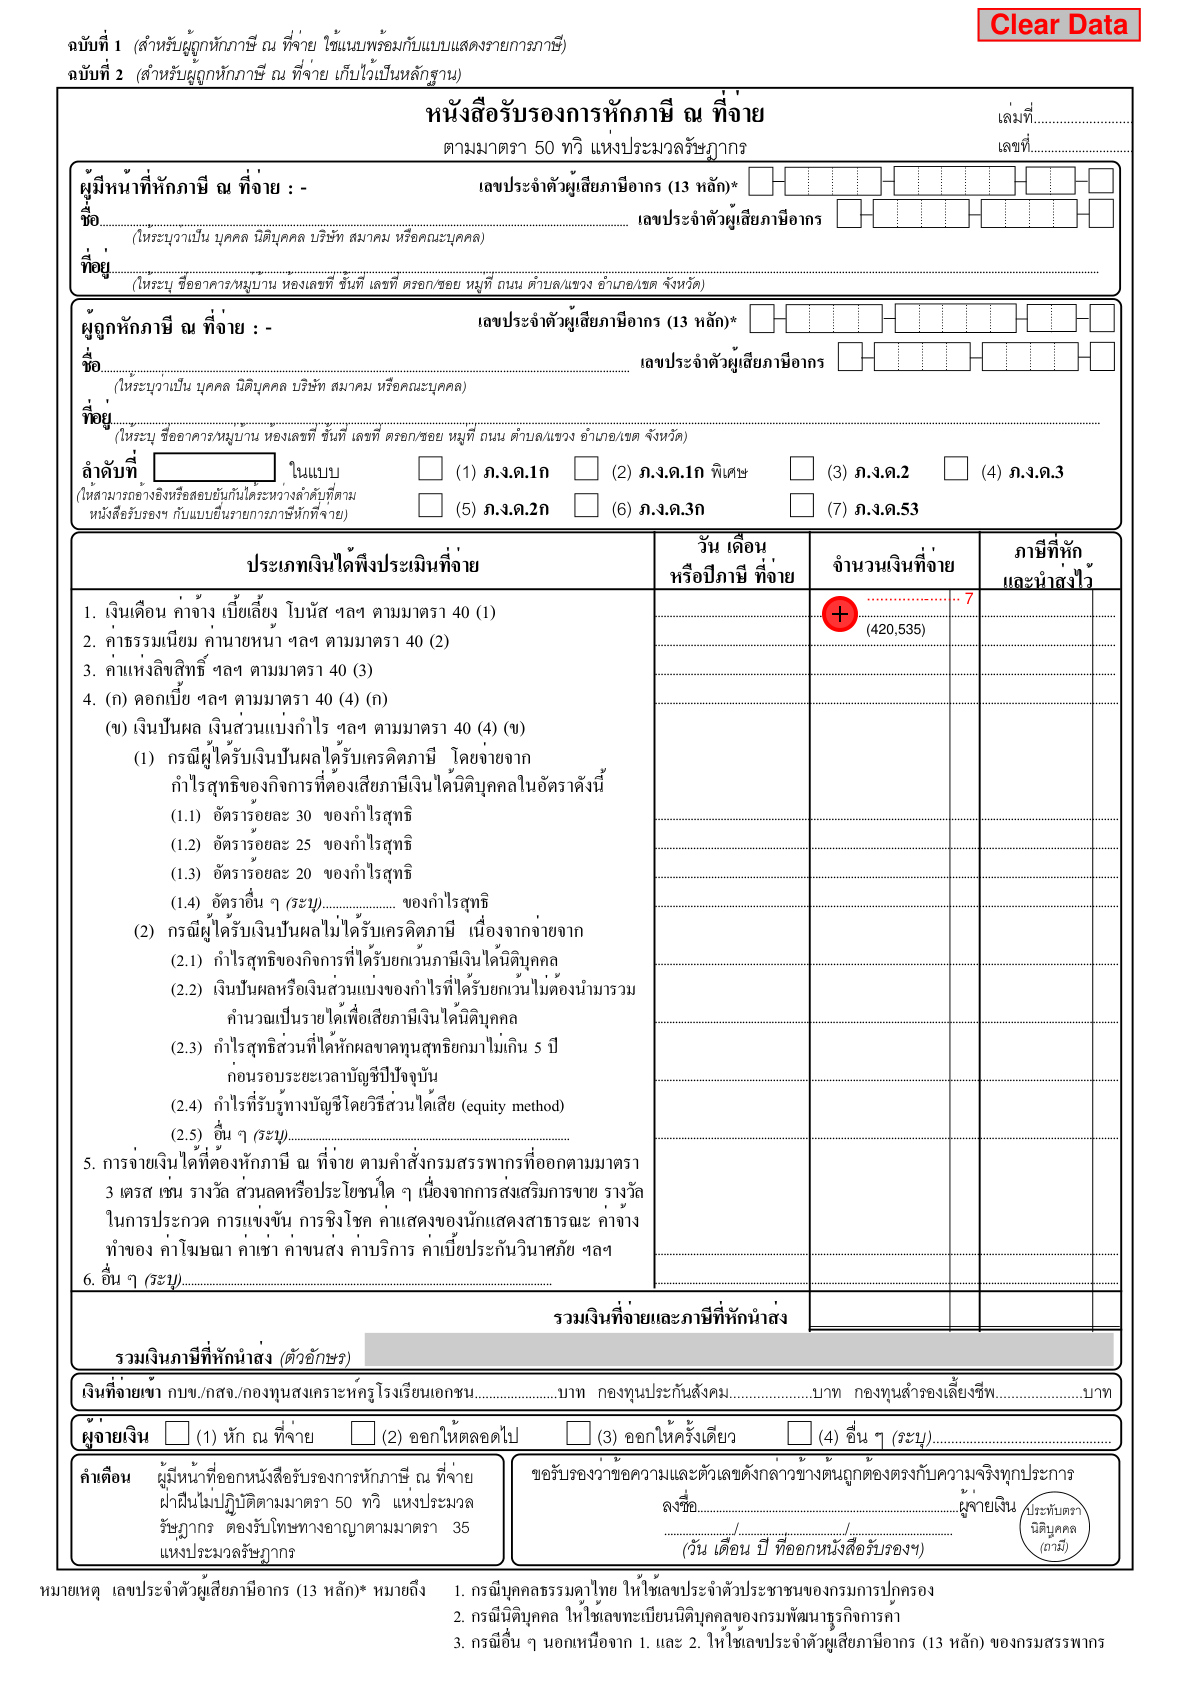 Clear Data
ฉบับที่ 1 (สำหรับผู้ถูกหักภาษี ณ ที่จ่าย ใช้แนบพร้อมกับแบบแสดงรายการภาษี)
ฉบับที่ 2 (สำหรับผู้ถูกหักภาษี ณ ที่จ่าย เก็บไว้เป็นหลักฐาน)
หนังสือรับรองการหักภาษี ณ ที่จ่าย
เล่มที่
ตามมาตรา 50 ทวิ แห่งประมวลรัษฎากร
เลขที่
ผู้มีหน้าที่หักภาษี ณ ที่จ่าย : - เลขประจำตัวผู้เสียภาษีอากร (13 หลัก)*
ชื่อ เลขประจำตัวผู้เสียภาษีอากร
(ให้ระบุว่าเป็น บุคคล นิติบุคคล บริษัท สมาคม หรือคณะบุคคล)
ที่อยู่
(ให้ระบุ ชื่ออาคาร/หมู่บ้าน ห้องเลขที่ ชั้นที่ เลขที่ ตรอก/ซอย หมู่ที่ ถนน ตำบล/แขวง อำเภอ/เขต จังหวัด)
ผู้ถูกหักภาษี ณ ที่จ่าย : - เลขประจำตัวผู้เสียภาษีอากร (13 หลัก)*
ชื่อ เลขประจำตัวผู้เสียภาษีอากร
(ให้ระบุว่าเป็น บุคคล นิติบุคคล บริษัท สมาคม หรือคณะบุคคล)
ที่อยู่
(ให้ระบุ ชื่ออาคาร/หมู่บ้าน ห้องเลขที่ ชั้นที่ เลขที่ ตรอก/ซอย หมู่ที่ ถนน ตำบล/แขวง อำเภอ/เขต จังหวัด)
ลำดับที่ ในแบบ (1) ภ.ง.ด.1ก (2) ภ.ง.ด.1ก พิเศษ (3) ภ.ง.ด.2 (4) ภ.ง.ด.3
(ให้สามารถอ้างอิงหรือสอบยันกันได้ระหว่างลำดับที่ตาม
หนังสือรับรองฯ กับแบบยื่นรายการภาษีหักที่จ่าย) (5) ภ.ง.ด.2ก (6) ภ.ง.ด.3ก (7) ภ.ง.ด.53
ประเภทเงินได้พึงประเมินที่จ่าย
วัน เดือน
หรือปีภาษี ที่จ่าย
จำนวนเงินที่จ่าย
ภาษีที่หัก
และนำส่งไว้
1. เงินเดือน ค่าจ้าง เบี้ยเลี้ยง โบนัส ฯลฯ ตามมาตรา 40 (1) 7
(420,535)
2. ค่าธรรมเนียม ค่านายหน้า ฯลฯ ตามมาตรา 40 (2)
3. ค่าแห่งลิขสิทธิ์ ฯลฯ ตามมาตรา 40 (3)
4. (ก) ดอกเบี้ย ฯลฯ ตามมาตรา 40 (4) (ก)
(ข) เงินปันผล เงินส่วนแบ่งกำไร ฯลฯ ตามมาตรา 40 (4) (ข)
(1) กรณีผู้ได้รับเงินปันผลได้รับเครดิตภาษี โดยจ่ายจาก
กำไรสุทธิของกิจการที่ต้องเสียภาษีเงินได้นิติบุคคลในอัตราดังนี้
(1.1) อัตราร้อยละ 30 ของกำไรสุทธิ
(1.2) อัตราร้อยละ 25 ของกำไรสุทธิ
(1.3) อัตราร้อยละ 20 ของกำไรสุทธิ
(1.4) อัตราอื่น ๆ (ระบุ) ของกำไรสุทธิ
(2) กรณีผู้ได้รับเงินปันผลไม่ได้รับเครดิตภาษี เนื่องจากจ่ายจาก
(2.1) กำไรสุทธิของกิจการที่ได้รับยกเว้นภาษีเงินได้นิติบุคคล
(2.2) เงินปันผลหรือเงินส่วนแบ่งของกำไรที่ได้รับยกเว้นไม่ต้องนำมารวม
คำนวณเป็นรายได้เพื่อเสียภาษีเงินได้นิติบุคคล
(2.3) กำไรสุทธิส่วนที่ได้หักผลขาดทุนสุทธิยกมาไม่เกิน 5 ปี
ก่อนรอบระยะเวลาบัญชีปีปัจจุบัน
(2.4) กำไรที่รับรู้ทางบัญชีโดยวิธีส่วนได้เสีย (equity method)
(2.5) อื่น ๆ (ระบุ)
5. การจ่ายเงินได้ที่ต้องหักภาษี ณ ที่จ่าย ตามคำสั่งกรมสรรพากรที่ออกตามมาตรา
3 เตรส เช่น รางวัล ส่วนลดหรือประโยชน์ใด ๆ เนื่องจากการส่งเสริมการขาย รางวัล
ในการประกวด การแข่งขัน การชิงโชค ค่าแสดงของนักแสดงสาธารณะ ค่าจ้าง
ทำของ ค่าโฆษณา ค่าเช่า ค่าขนส่ง ค่าบริการ ค่าเบี้ยประกันวินาศภัย ฯลฯ
6. อื่น ๆ (ระบุ)
รวมเงินที่จ่ายและภาษีที่หักนำส่ง
รวมเงินภาษีที่หักนำส่ง (ตัวอักษร)
เงินที่จ่ายเข้า กบข./กสจ./กองทุนสงเคราะห์ครูโรงเรียนเอกชน บาท กองทุนประกันสังคม บาท กองทุนสำรองเลี้ยงชีพ บาท
ผู้จ่ายเงิน (1) หัก ณ ที่จ่าย (2) ออกให้ตลอดไป (3) ออกให้ครั้งเดียว (4) อื่น ๆ (ระบุ)
คำเตือน ผู้มีหน้าที่ออกหนังสือรับรองการหักภาษี ณ ที่จ่าย
ฝ่าฝืนไม่ปฏิบัติตามมาตรา 50 ทวิ แห่งประมวล
รัษฎากร ต้องรับโทษทางอาญาตามมาตรา 35
แห่งประมวลรัษฎากร
ขอรับรองว่าข้อความและตัวเลขดังกล่าวข้างต้นถูกต้องตรงกับความจริงทุกประการ
ลงชื่อ ผู้จ่ายเงิน
/ /
(วัน เดือน ปี ที่ออกหนังสือรับรองฯ)
ประทับตรา
นิติบุคคล
(ถ้ามี)
หมายเหตุ เลขประจำตัวผู้เสียภาษีอากร (13 หลัก)* หมายถึง 1. กรณีบุคคลธรรมดาไทย ให้ใช้เลขประจำตัวประชาชนของกรมการปกครอง
2. กรณีนิติบุคคล ให้ใช้เลขทะเบียนนิติบุคคลของกรมพัฒนาธุรกิจการค้า
3. กรณีอื่น ๆ นอกเหนือจาก 1. และ 2. ให้ใช้เลขประจำตัวผู้เสียภาษีอากร (13 หลัก) ของกรมสรรพากร